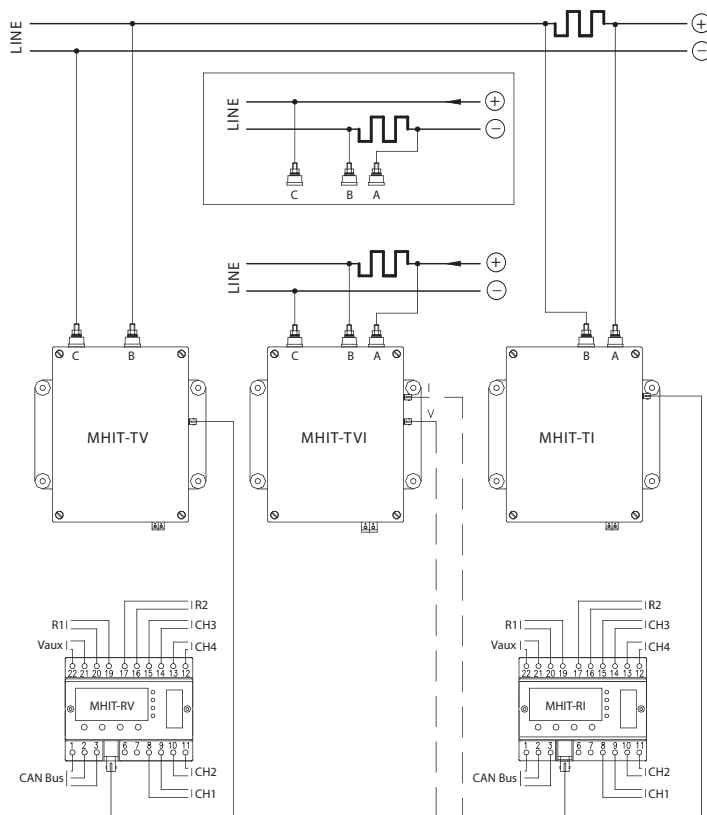 LINE
+
−
LINE
+
−
C B A
LINE
+
−
C B C B A B A
I
V
MHIT-TV MHIT-TVI MHIT-TI
R2 R2
R1 CH3 R1 CH3
Vaux CH4 Vaux CH4
22 21 20 19 17 16 15 14 13 12 22 21 20 19 17 16 15 14 13 12
MHIT-RV MHIT-RI
1 2 3 6 7 8 9 10 11 1 2 3 6 7 8 9 10 11
CAN Bus CH2 CAN Bus CH2
CH1 CH1